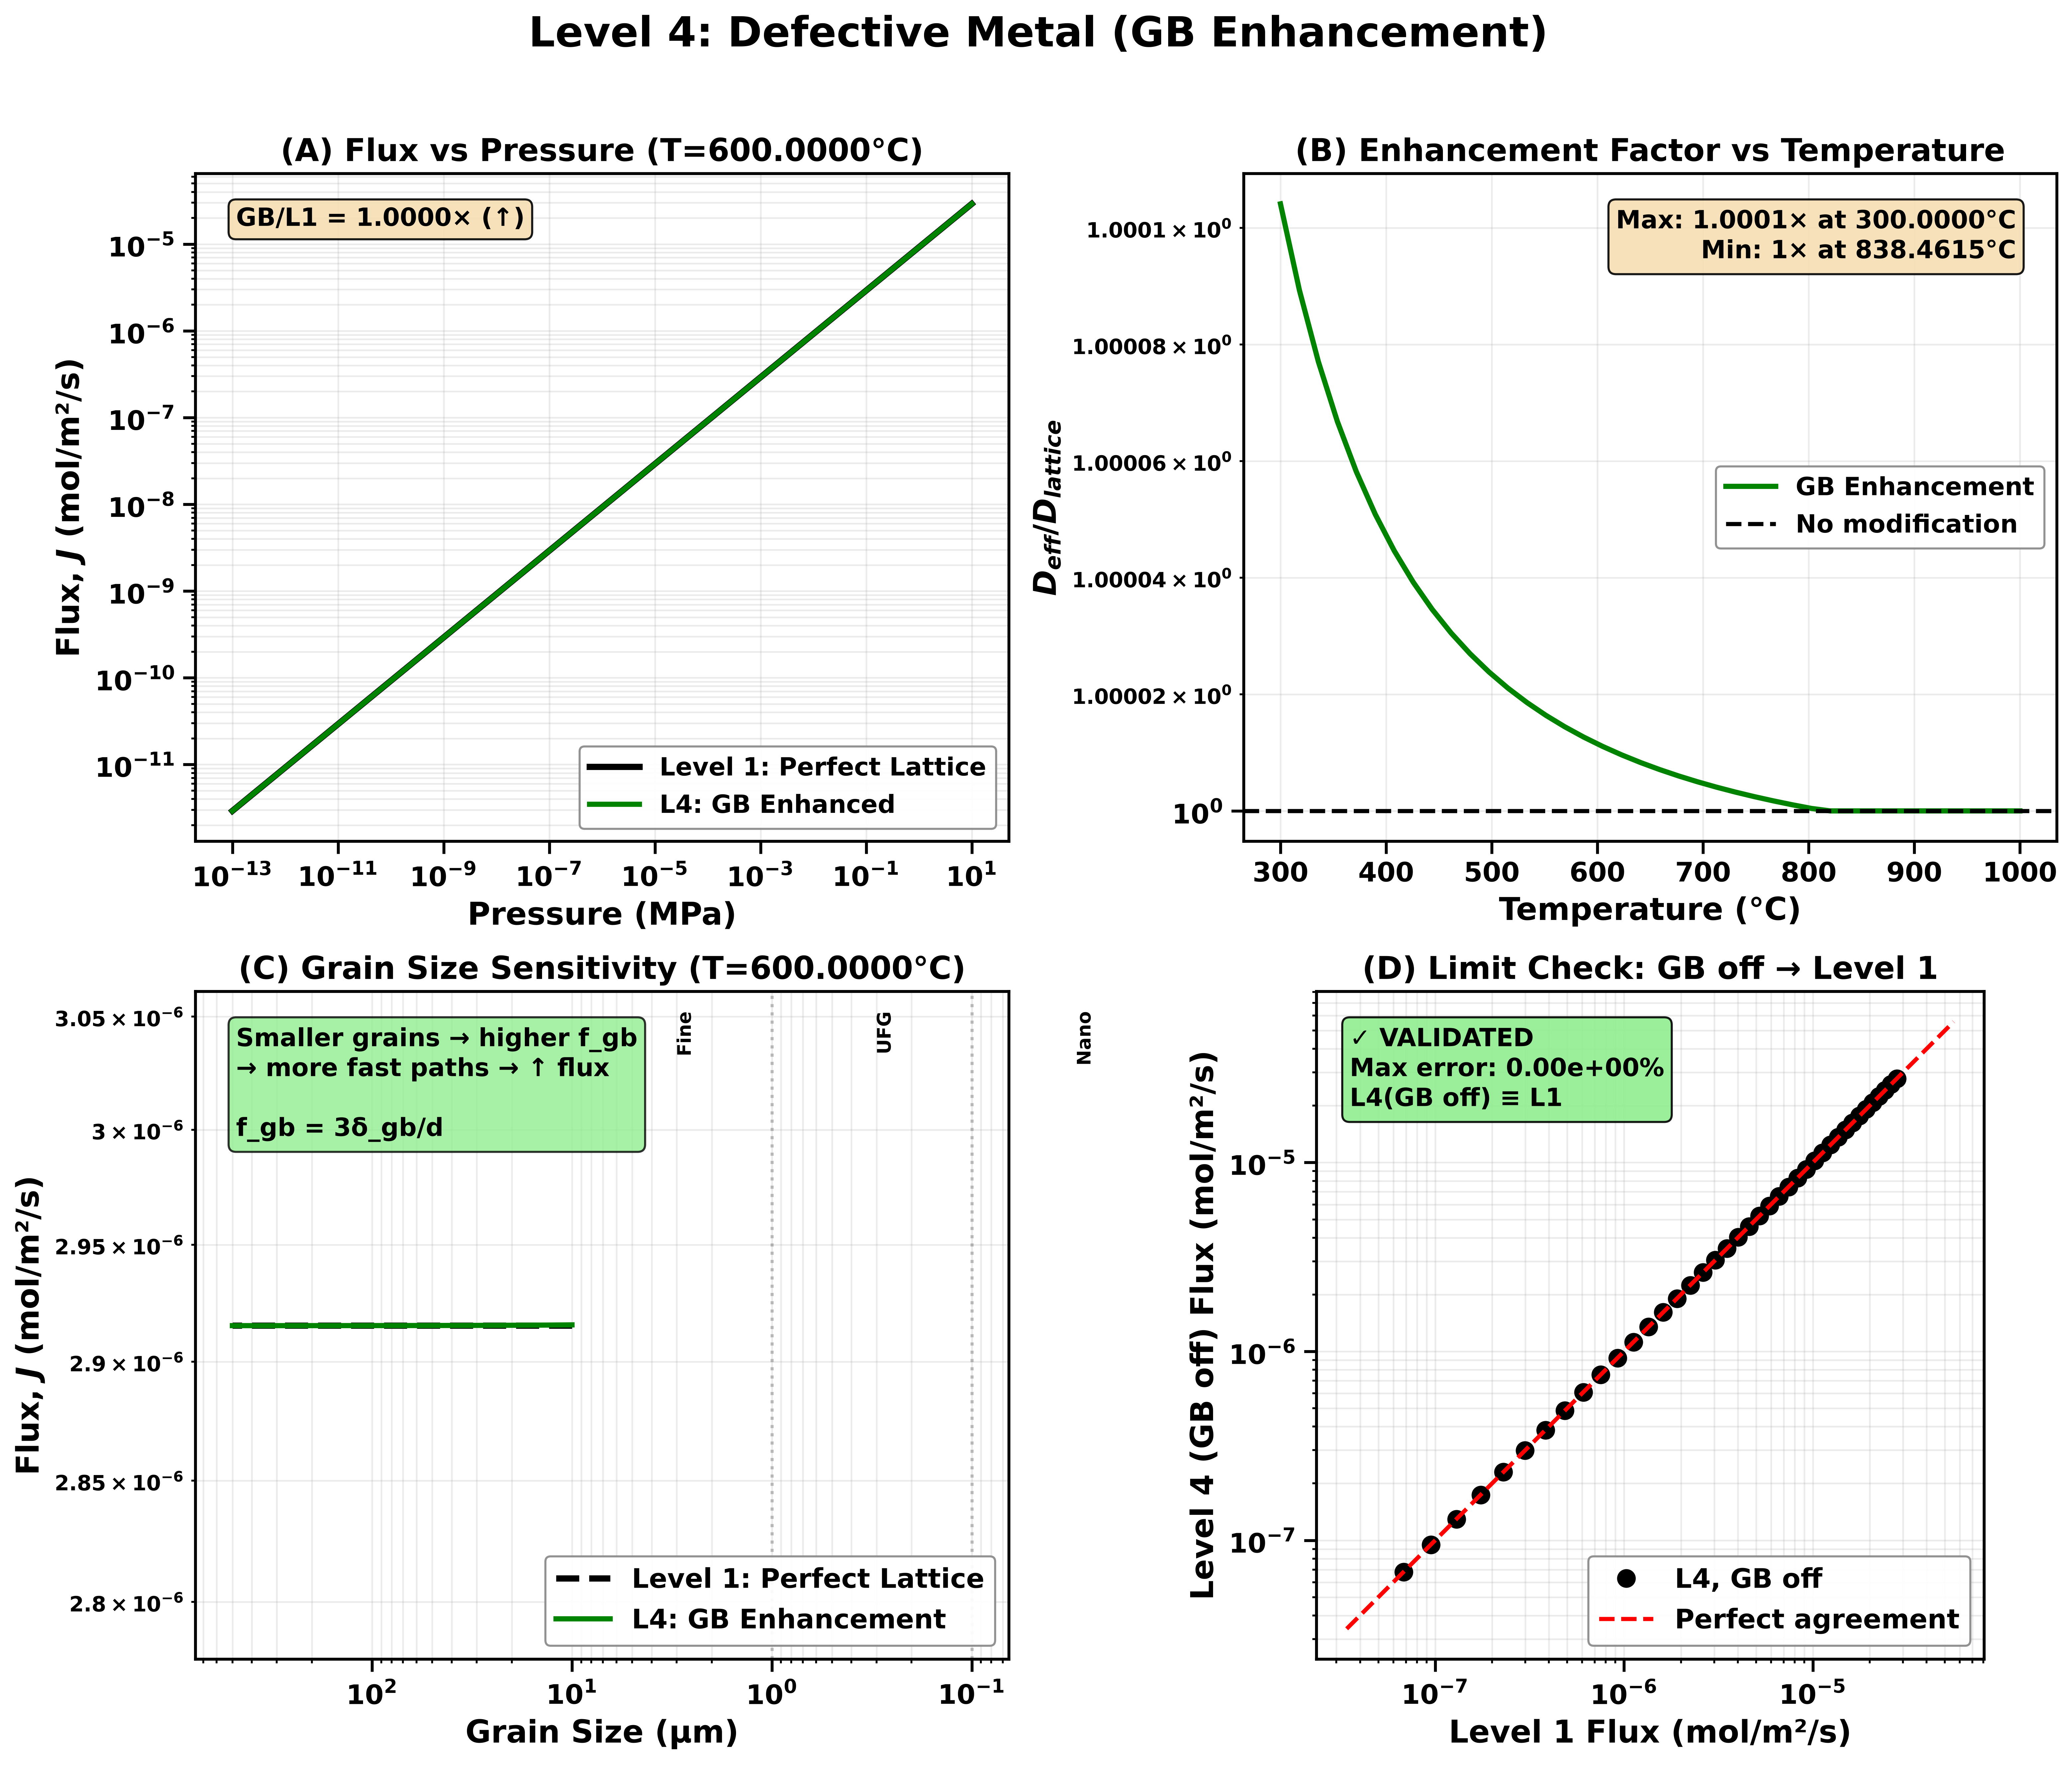 Level 4: Defective Metal (GB Enhancement)
(A) Flux vs Pressure (T=600.0000°C)
GB/L1 = 1.0000× (↑)
Flux, J (mol/m²/s)
10⁻⁵
10⁻⁶
10⁻⁷
10⁻⁸
10⁻⁹
10⁻¹⁰
10⁻¹¹
Level 1: Perfect Lattice
L4: GB Enhanced
10⁻¹³ 10⁻¹¹ 10⁻⁹ 10⁻⁷ 10⁻⁵ 10⁻³ 10⁻¹ 10¹
Pressure (MPa)
(B) Enhancement Factor vs Temperature
Max: 1.0001× at 300.0000°C
Min: 1× at 838.4615°C
D_eff/D_lattice
1.0001 × 10⁰
1.00008 × 10⁰
1.00006 × 10⁰
1.00004 × 10⁰
1.00002 × 10⁰
10⁰
GB Enhancement
No modification
300 400 500 600 700 800 900 1000
Temperature (°C)
(C) Grain Size Sensitivity (T=600.0000°C)
Smaller grains → higher f_gb
→ more fast paths → ↑ flux
f_gb = 3δ_gb/d
Fine
UFG
Nano
Flux, J (mol/m²/s)
3.05 × 10⁻⁶
3 × 10⁻⁶
2.95 × 10⁻⁶
2.9 × 10⁻⁶
2.85 × 10⁻⁶
2.8 × 10⁻⁶
Level 1: Perfect Lattice
L4: GB Enhancement
10² 10¹ 10⁰ 10⁻¹
Grain Size (μm)
(D) Limit Check: GB off → Level 1
✓ VALIDATED
Max error: 0.00e+00%
L4(GB off) ≡ L1
Level 4 (GB off) Flux (mol/m²/s)
10⁻⁵
10⁻⁶
10⁻⁷
L4, GB off
Perfect agreement
10⁻⁷ 10⁻⁶ 10⁻⁵
Level 1 Flux (mol/m²/s)